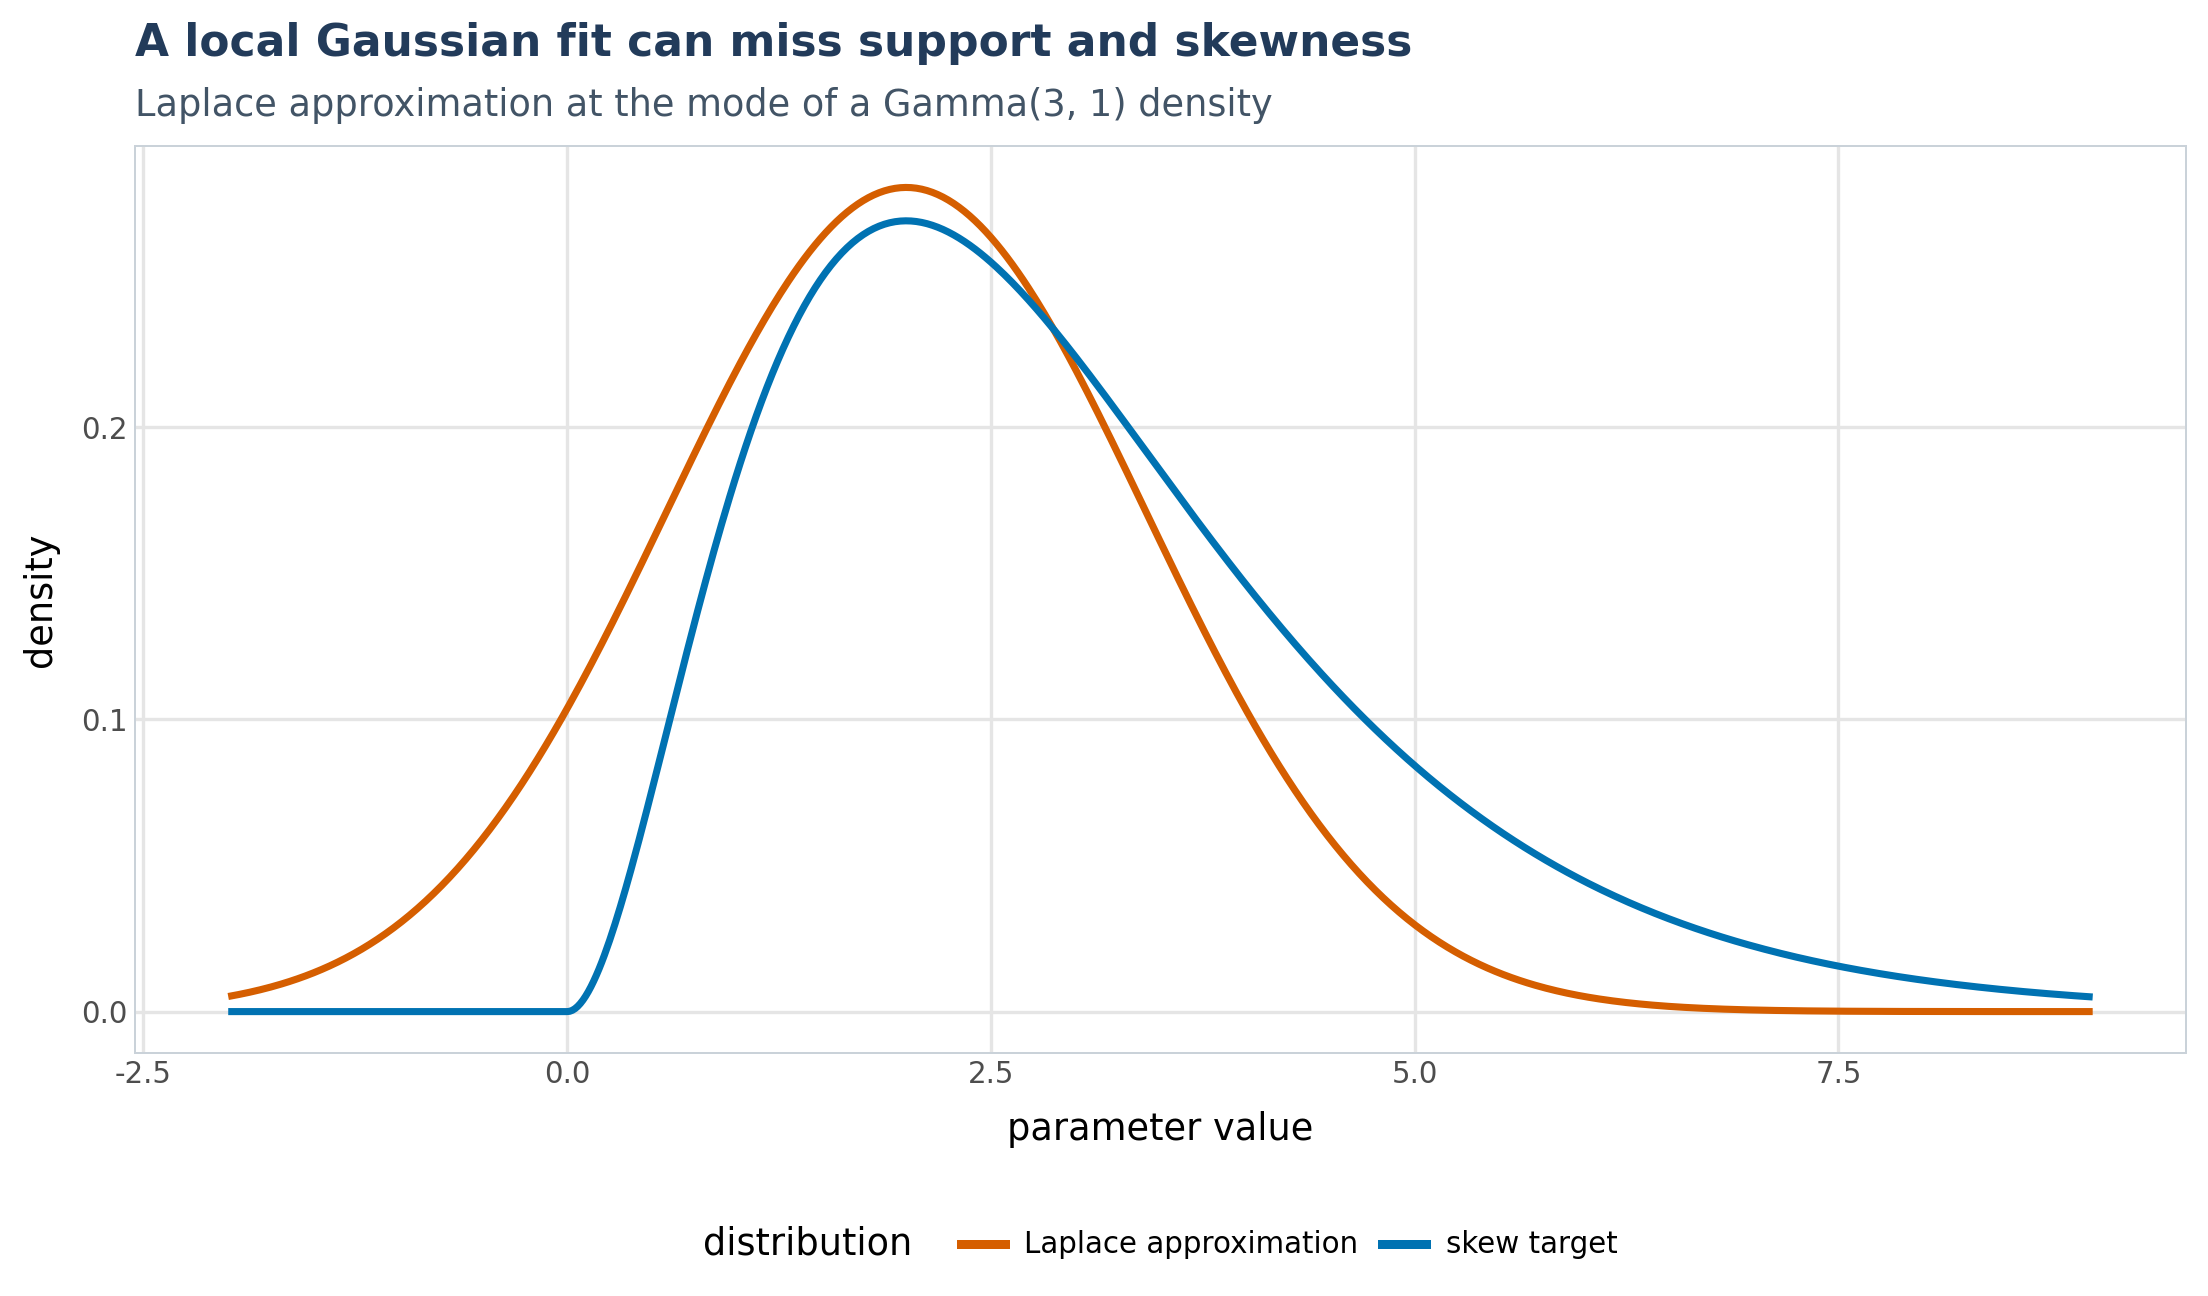 A local Gaussian fit can miss support and skewness
Laplace approximation at the mode of a Gamma(3, 1) density
density
0.2
0.1
0.0
-2.5 0.0 2.5 5.0 7.5
parameter value
distribution Laplace approximation skew target